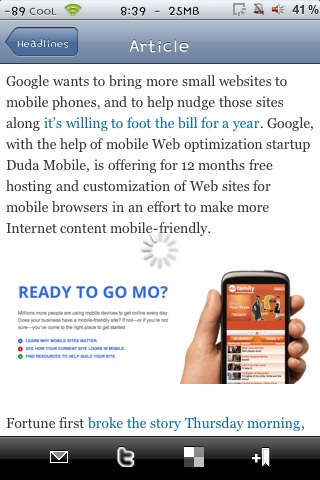 -89 CooL 8:39 - 25MB 41%
Headlines
Article
Google wants to bring more small websites to
mobile phones, and to help nudge those sites
along it's willing to foot the bill for a year. Google,
with the help of mobile Web optimization startup
Duda Mobile, is offering for 12 months free
hosting and customization of Web sites for
mobile browsers in an effort to make more
Internet content mobile-friendly.
READY TO GO MO?
Millions more people are using mobile devices to get online every day.
Does your business have a mobile-friendly site? If not—or if you're not
sure—you've come to the right place to get started.
LEARN WHY MOBILE SITES MATTER.
SEE HOW YOUR CURRENT SITE LOOKS IN MOBILE.
FIND RESOURCES TO HELP BUILD YOUR SITE.
family
Fortune first broke the story Thursday morning,